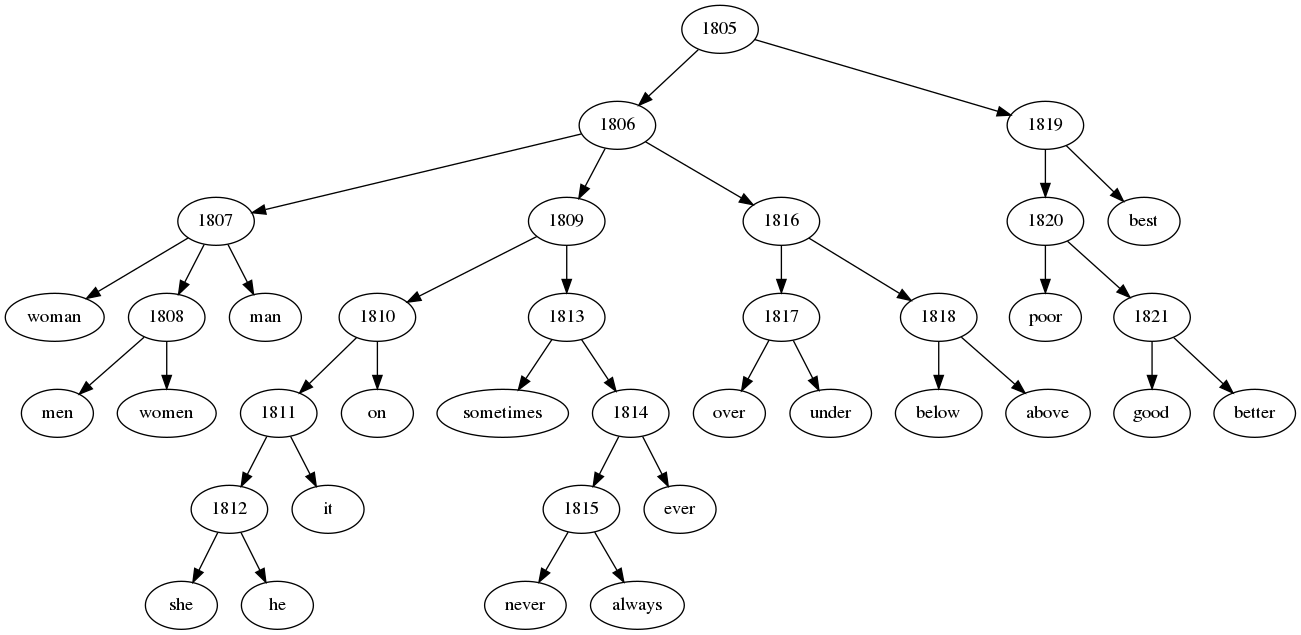 1805
1806 1819
1807 1809 1816 1820 best
woman 1808 man 1810 1813 1817 1818 poor 1821
men women 1811 on sometimes 1814 over under below above good better
1812 it 1815 ever
she he never always